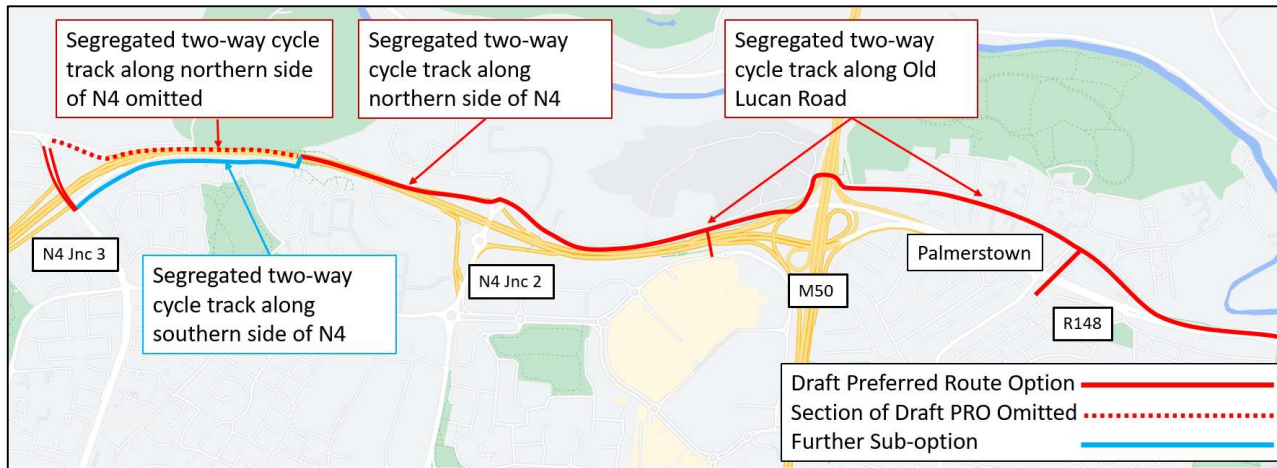 Segregated two-way cycle
track along northern side
of N4 omitted
Segregated two-way
cycle track along
northern side of N4
Segregated two-way
cycle track along Old
Lucan Road
N4 Jnc 3
Segregated two-way
cycle track along
southern side of N4
N4 Jnc 2
M50
Palmerstown
R148
Draft Preferred Route Option
Section of Draft PRO Omitted
Further Sub-option